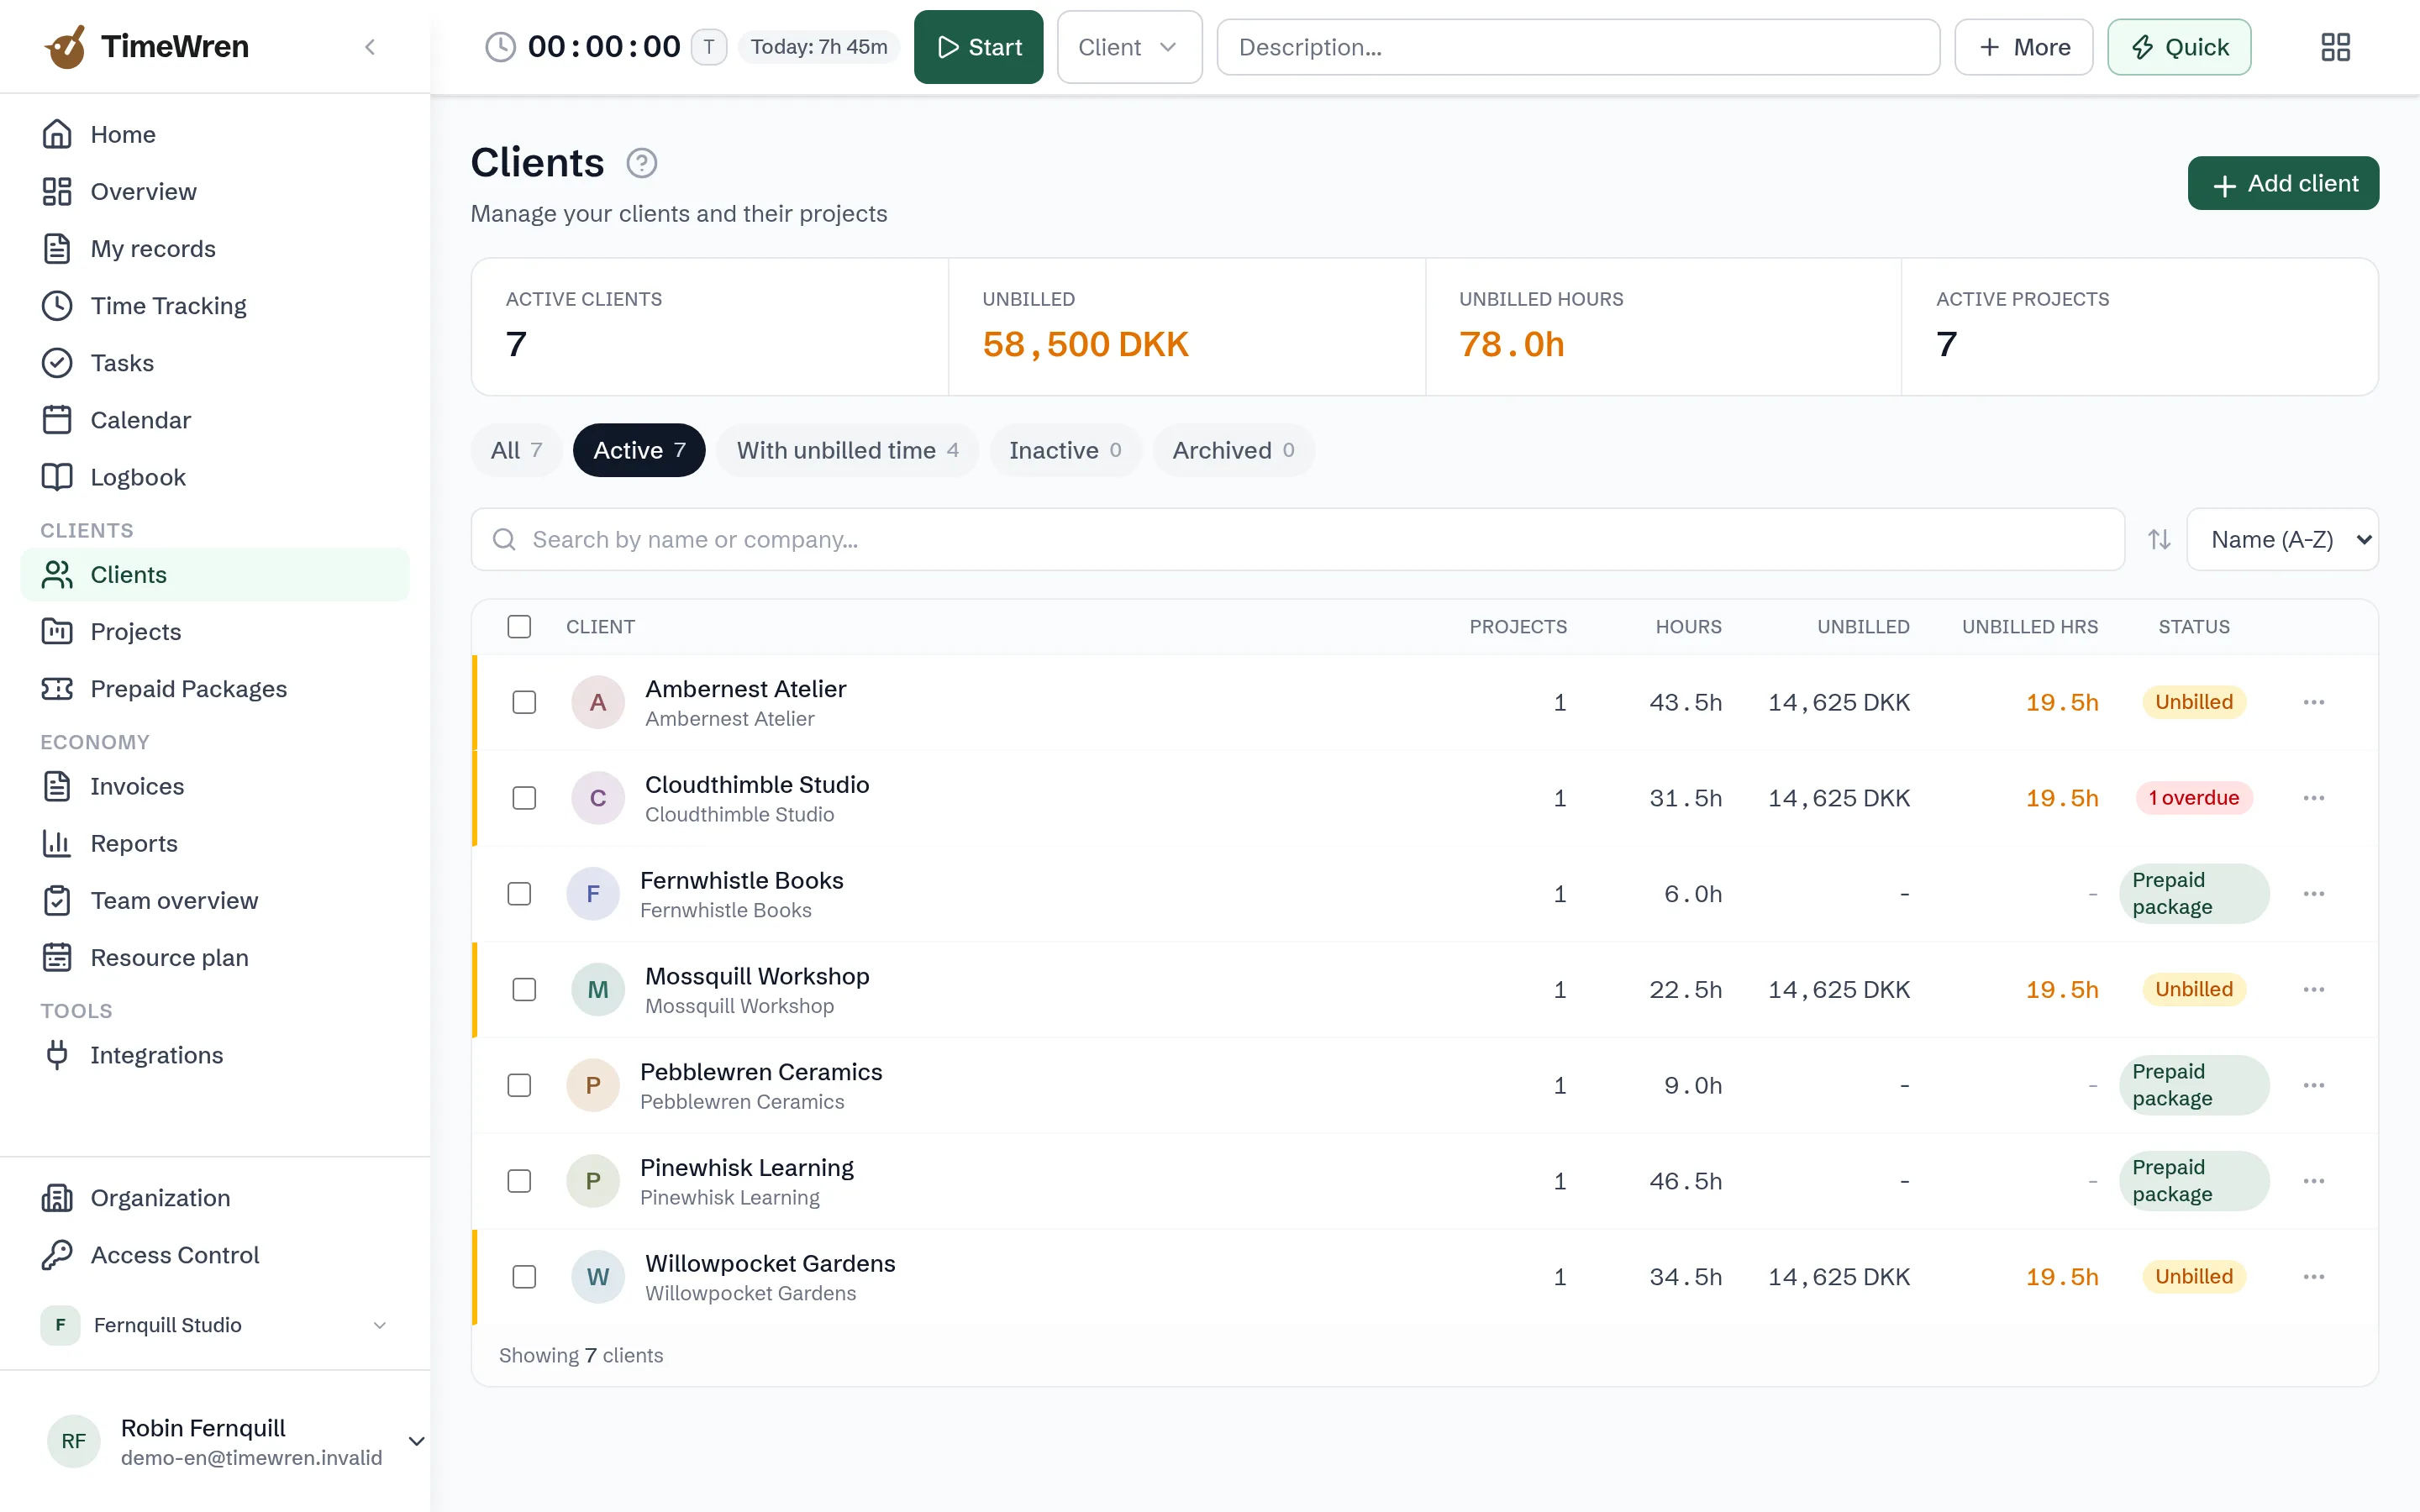 TimeWren
00:00:00 T Today: 7h 45m Start Client Description... More Quick
Home
Overview
My records
Time Tracking
Tasks
Calendar
Logbook
CLIENTS
Clients
Projects
Prepaid Packages
ECONOMY
Invoices
Reports
Team overview
Resource plan
TOOLS
Integrations
Organization
Access Control
F Fernquill Studio
RF Robin Fernquill
demo-en@timewren.invalid
Clients ?
Manage your clients and their projects
+ Add client
ACTIVE CLIENTS UNBILLED UNBILLED HOURS ACTIVE PROJECTS
7 58,500 DKK 78.0h 7
All 7 Active 7 With unbilled time 4 Inactive 0 Archived 0
Search by name or company... Name (A-Z)
CLIENT PROJECTS HOURS UNBILLED UNBILLED HRS STATUS
A Ambernest Atelier 1 43.5h 14,625 DKK 19.5h Unbilled
Ambernest Atelier
C Cloudthimble Studio 1 31.5h 14,625 DKK 19.5h 1 overdue
Cloudthimble Studio
F Fernwhistle Books 1 6.0h - - Prepaid package
Fernwhistle Books
M Mossquill Workshop 1 22.5h 14,625 DKK 19.5h Unbilled
Mossquill Workshop
P Pebblewren Ceramics 1 9.0h - - Prepaid package
Pebblewren Ceramics
P Pinewhisk Learning 1 46.5h - - Prepaid package
Pinewhisk Learning
W Willowpocket Gardens 1 34.5h 14,625 DKK 19.5h Unbilled
Willowpocket Gardens
Showing 7 clients